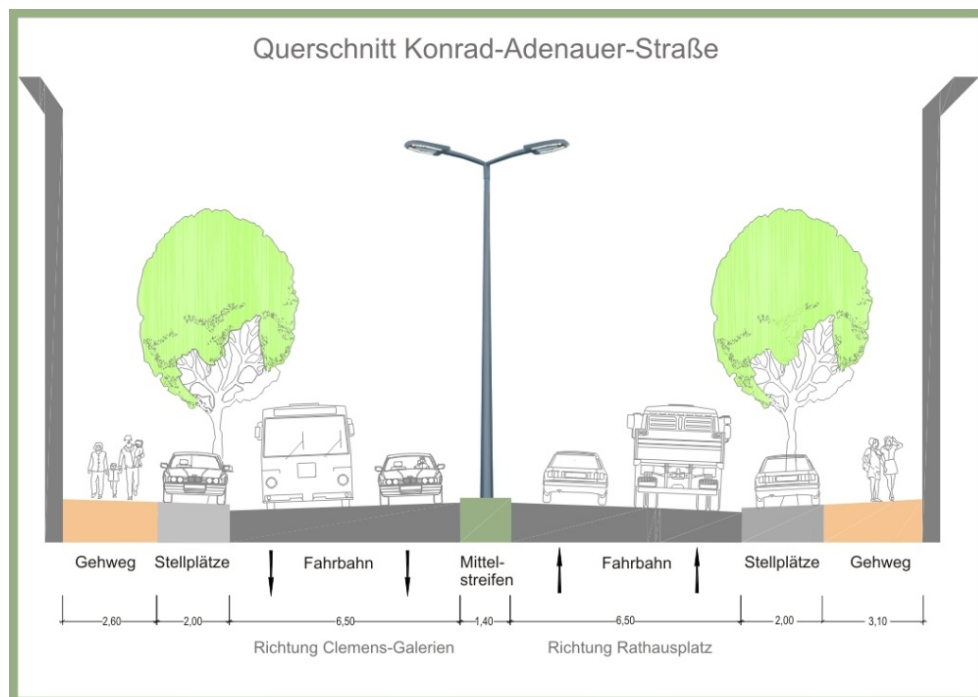 Querschnitt Konrad-Adenauer-Straße
Gehweg Stellplätze Fahrbahn Mittel- Fahrbahn Stellplätze Gehweg
streifen
2,60 2,00 6,50 1,40 6,50 2,00 3,10
Richtung Clemens-Galerien Richtung Rathausplatz